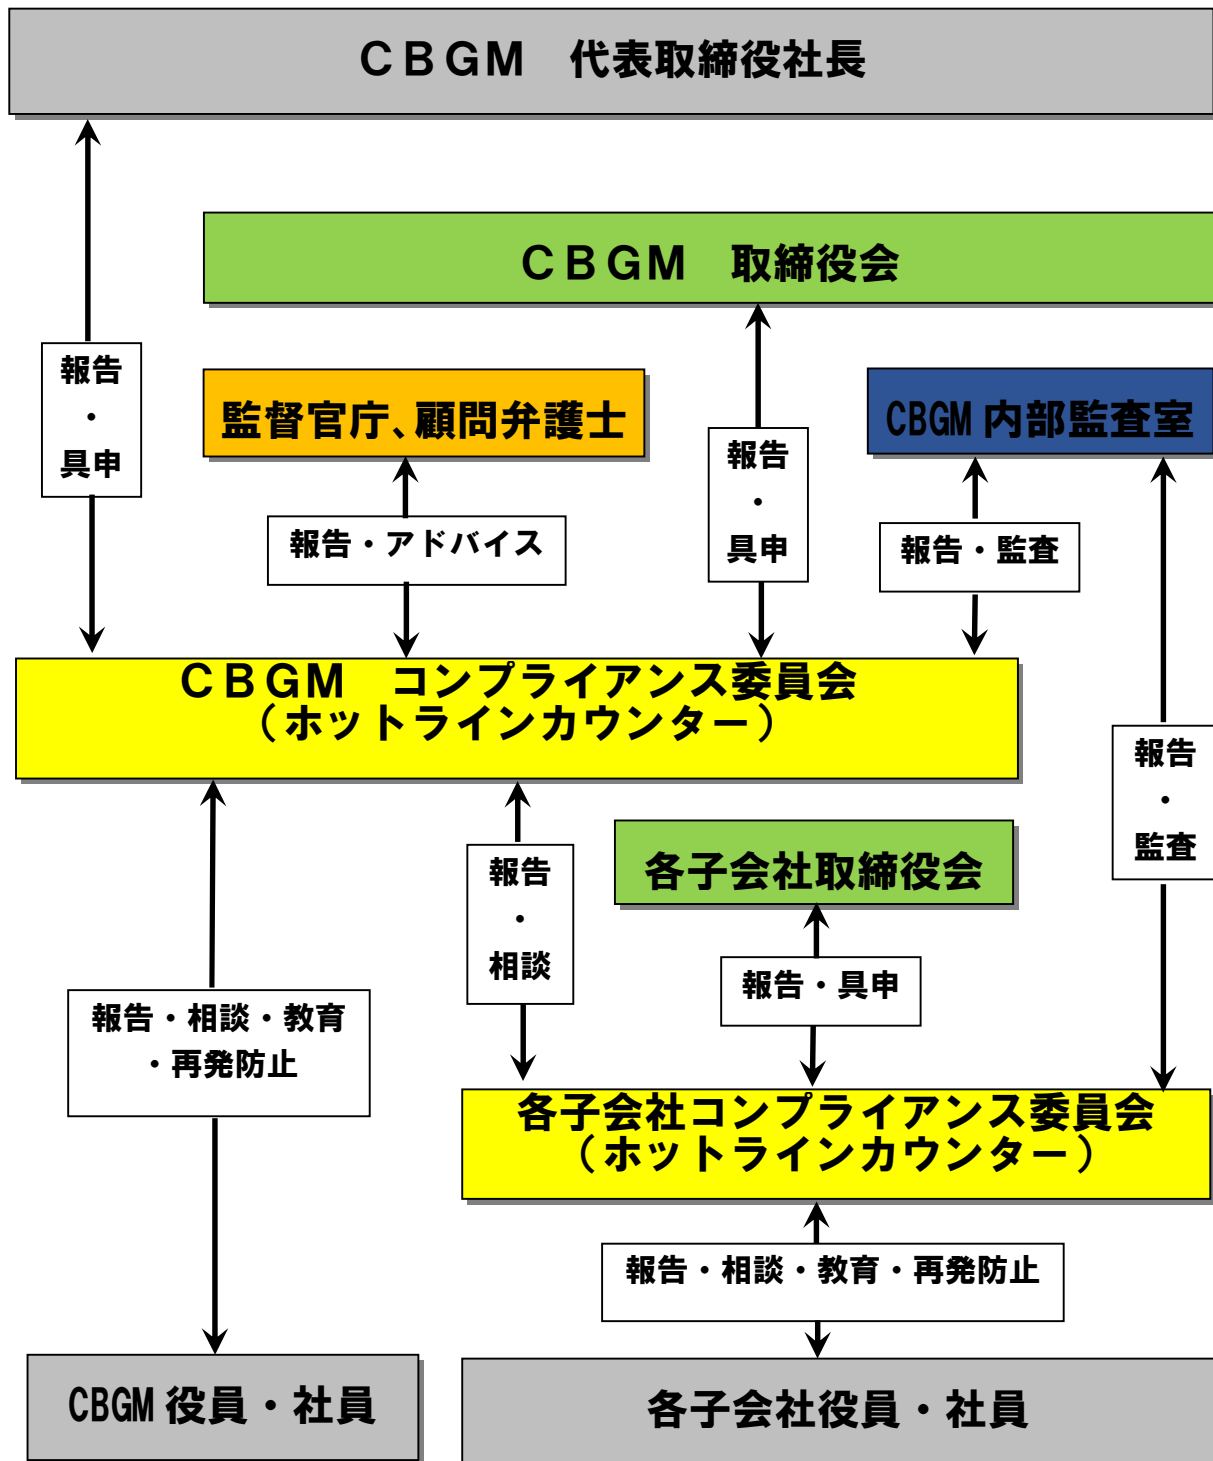 ＣＢＧＭ　代表取締役社長
ＣＢＧＭ　取締役会
報告
・
具申
監督官庁、顧問弁護士
CBGM 内部監査室
報告
・
具申
報告・アドバイス
報告・監査
ＣＢＧＭ　コンプライアンス委員会
（ホットラインカウンター）
報告
・
監査
各子会社取締役会
報告
・
相談
報告・具申
報告・相談・教育
・再発防止
各子会社コンプライアンス委員会
（ホットラインカウンター）
報告・相談・教育・再発防止
CBGM 役員・社員
各子会社役員・社員